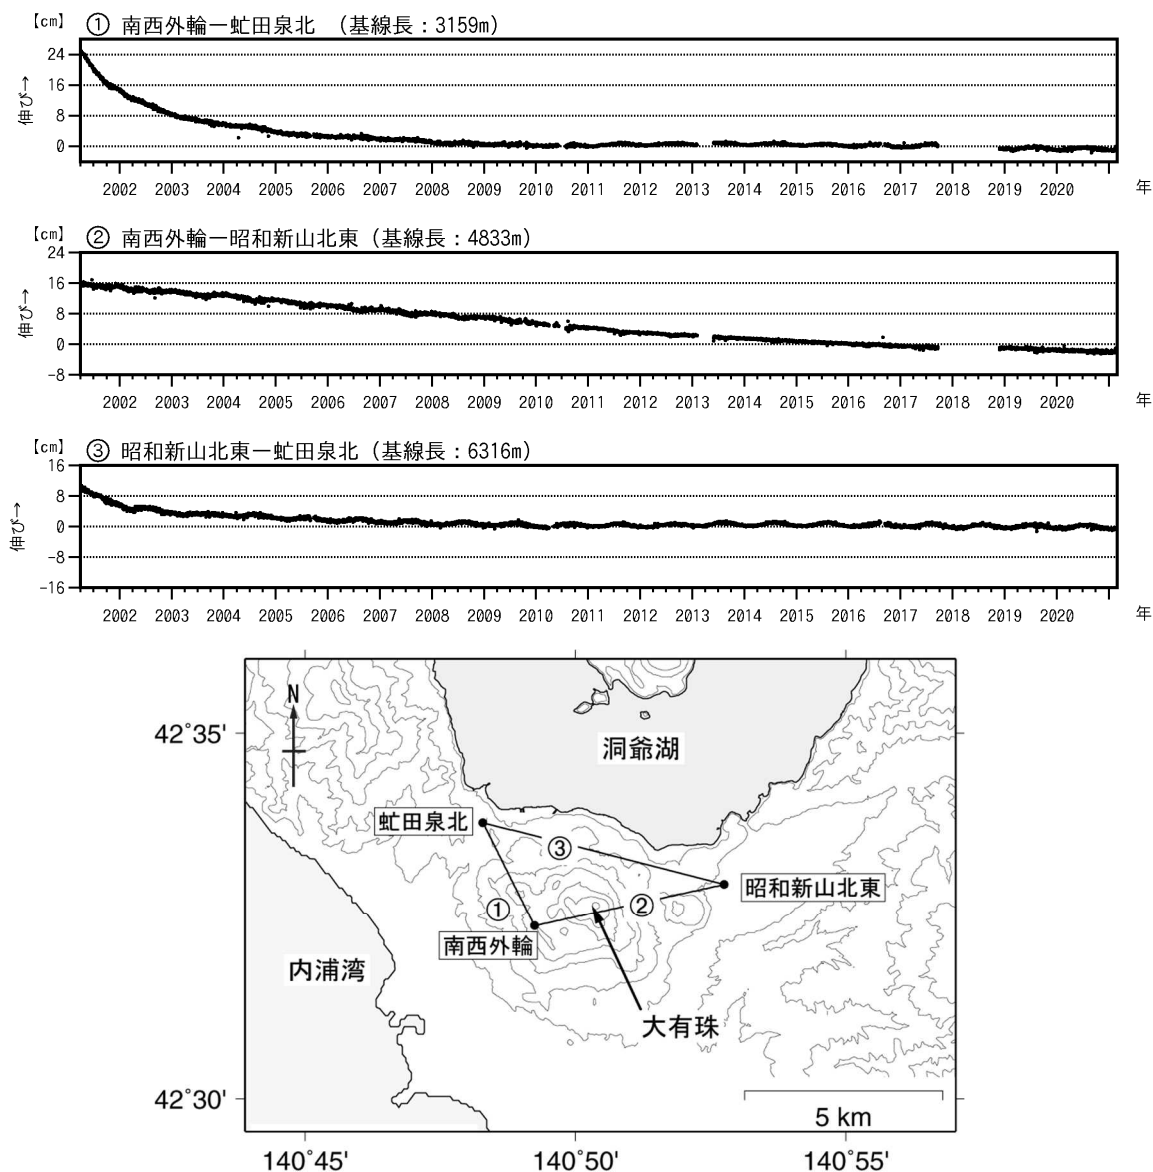 【cm】 ① 南西外輪ー虻田泉北 （基線長：3159m）
24
16
8
0
伸び→
2002 2003 2004 2005 2006 2007 2008 2009 2010 2011 2012 2013 2014 2015 2016 2017 2018 2019 2020 年
【cm】 ② 南西外輪ー昭和新山北東（基線長：4833m）
24
16
8
0
-8
伸び→
2002 2003 2004 2005 2006 2007 2008 2009 2010 2011 2012 2013 2014 2015 2016 2017 2018 2019 2020 年
【cm】 ③ 昭和新山北東ー虻田泉北（基線長：6316m）
16
8
0
-8
-16
伸び→
2002 2003 2004 2005 2006 2007 2008 2009 2010 2011 2012 2013 2014 2015 2016 2017 2018 2019 2020 年
N
42°35'
洞爺湖
虻田泉北
③
昭和新山北東
①
②
南西外輪
内浦湾
大有珠
42°30'
5 km
140°45' 140°50' 140°55'